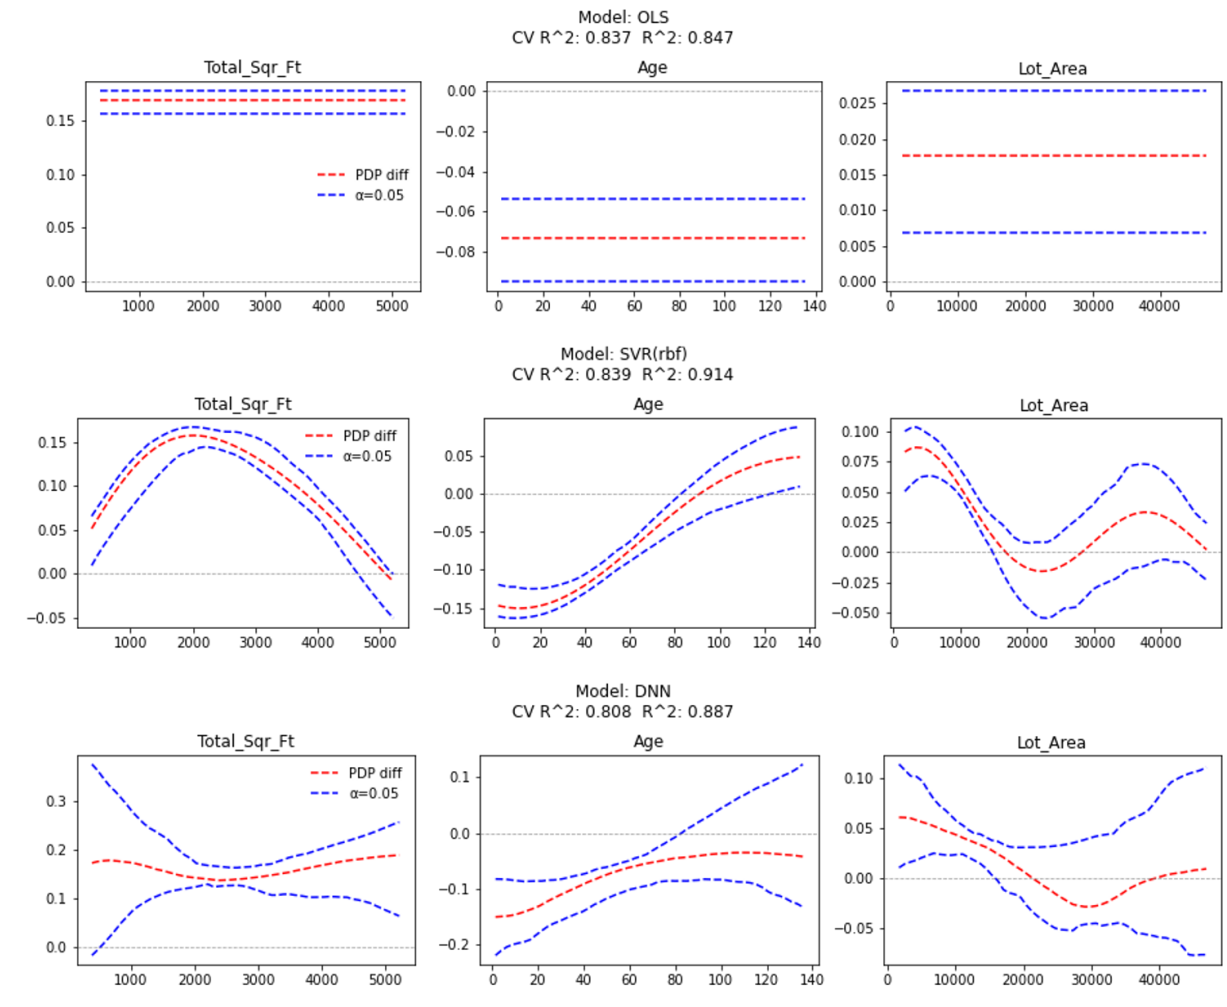 Model: OLS
CV R^2: 0.837 R^2: 0.847
Total_Sqr_Ft
Age
Lot_Area
0.15
0.10
0.05
0.00
PDP diff
α=0.05
1000 2000 3000 4000 5000
0.00
−0.02
−0.04
−0.06
−0.08
0 20 40 60 80 100 120 140
0.025
0.020
0.015
0.010
0.005
0.000
0 10000 20000 30000 40000
Model: SVR(rbf)
CV R^2: 0.839 R^2: 0.914
Total_Sqr_Ft
Age
Lot_Area
0.15
0.10
0.05
0.00
−0.05
PDP diff
α=0.05
1000 2000 3000 4000 5000
0.05
0.00
−0.05
−0.10
−0.15
0 20 40 60 80 100 120 140
0.100
0.075
0.050
0.025
0.000
−0.025
−0.050
0 10000 20000 30000 40000
Model: DNN
CV R^2: 0.808 R^2: 0.887
Total_Sqr_Ft
Age
Lot_Area
0.3
0.2
0.1
0.0
PDP diff
α=0.05
1000 2000 3000 4000 5000
0.1
0.0
−0.1
−0.2
0 20 40 60 80 100 120 140
0.10
0.05
0.00
−0.05
0 10000 20000 30000 40000